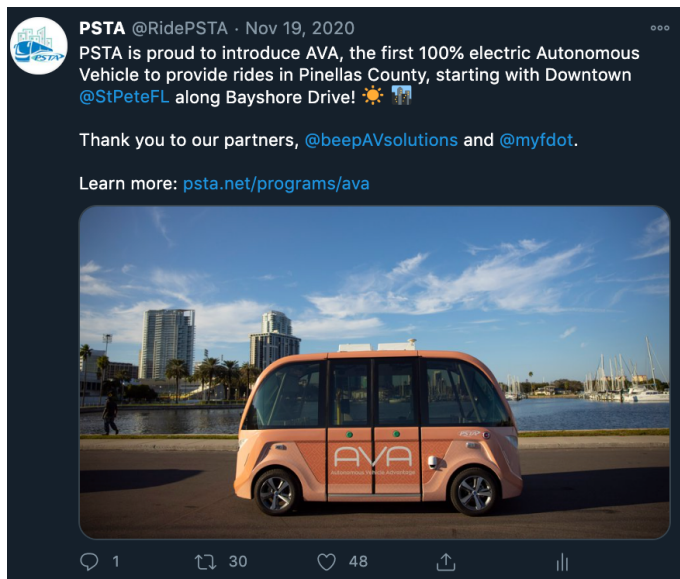 PSTA @RidePSTA · Nov 19, 2020
PSTA is proud to introduce AVA, the first 100% electric Autonomous
Vehicle to provide rides in Pinellas County, starting with Downtown
@StPeteFL along Bayshore Drive! ☀️ 🏙️
Thank you to our partners, @beepAVsolutions and @myfdot.
Learn more: psta.net/programs/ava
PSTA
AVA
Autonomous Vehicle Advantage
PSTA
1 30 48